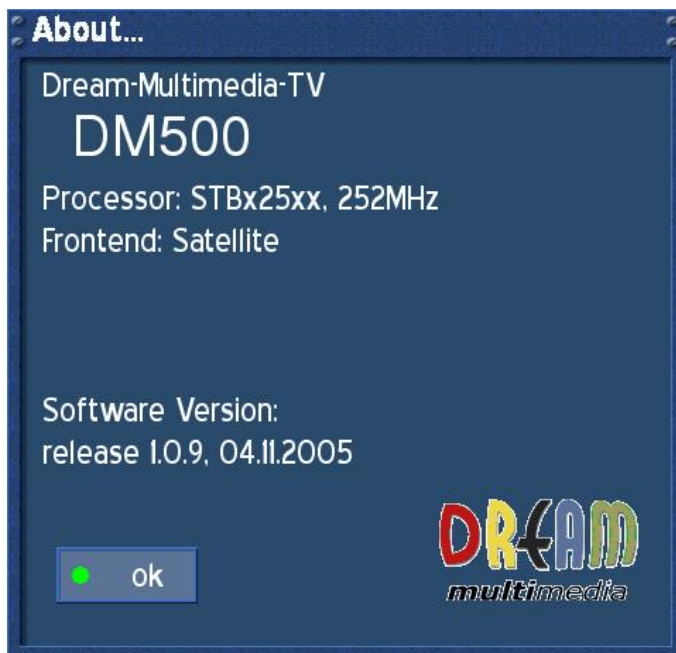 About...
Dream-Multimedia-TV
DM500
Processor: STBx25xx, 252MHz
Frontend: Satellite
Software Version:
release 1.0.9, 04.11.2005
DREAM
multimedia
ok